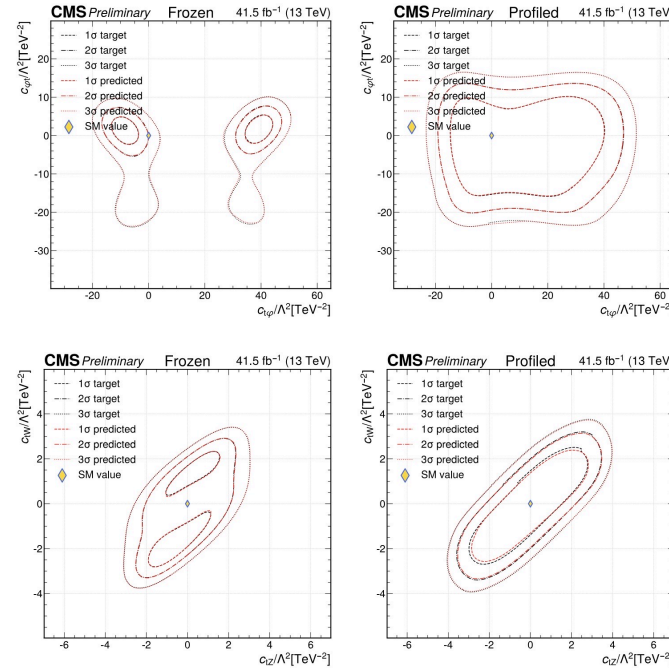 CMS Preliminary Frozen 41.5 fb⁻¹ (13 TeV)
cφt/Λ²[TeV⁻²]
1σ target
2σ target
3σ target
1σ predicted
2σ predicted
3σ predicted
SM value
20
10
0
-10
-20
-30
-20 0 20 40 60
ctφ/Λ²[TeV⁻²]
CMS Preliminary Profiled 41.5 fb⁻¹ (13 TeV)
cφt/Λ²[TeV⁻²]
1σ target
2σ target
3σ target
1σ predicted
2σ predicted
3σ predicted
SM value
20
10
0
-10
-20
-30
-20 0 20 40 60
ctφ/Λ²[TeV⁻²]
CMS Preliminary Frozen 41.5 fb⁻¹ (13 TeV)
ctW/Λ²[TeV⁻²]
1σ target
2σ target
3σ target
1σ predicted
2σ predicted
3σ predicted
SM value
4
2
0
-2
-4
-6 -4 -2 0 2 4 6
ctZ/Λ²[TeV⁻²]
CMS Preliminary Profiled 41.5 fb⁻¹ (13 TeV)
ctW/Λ²[TeV⁻²]
1σ target
2σ target
3σ target
1σ predicted
2σ predicted
3σ predicted
SM value
4
2
0
-2
-4
-6 -4 -2 0 2 4 6
ctZ/Λ²[TeV⁻²]